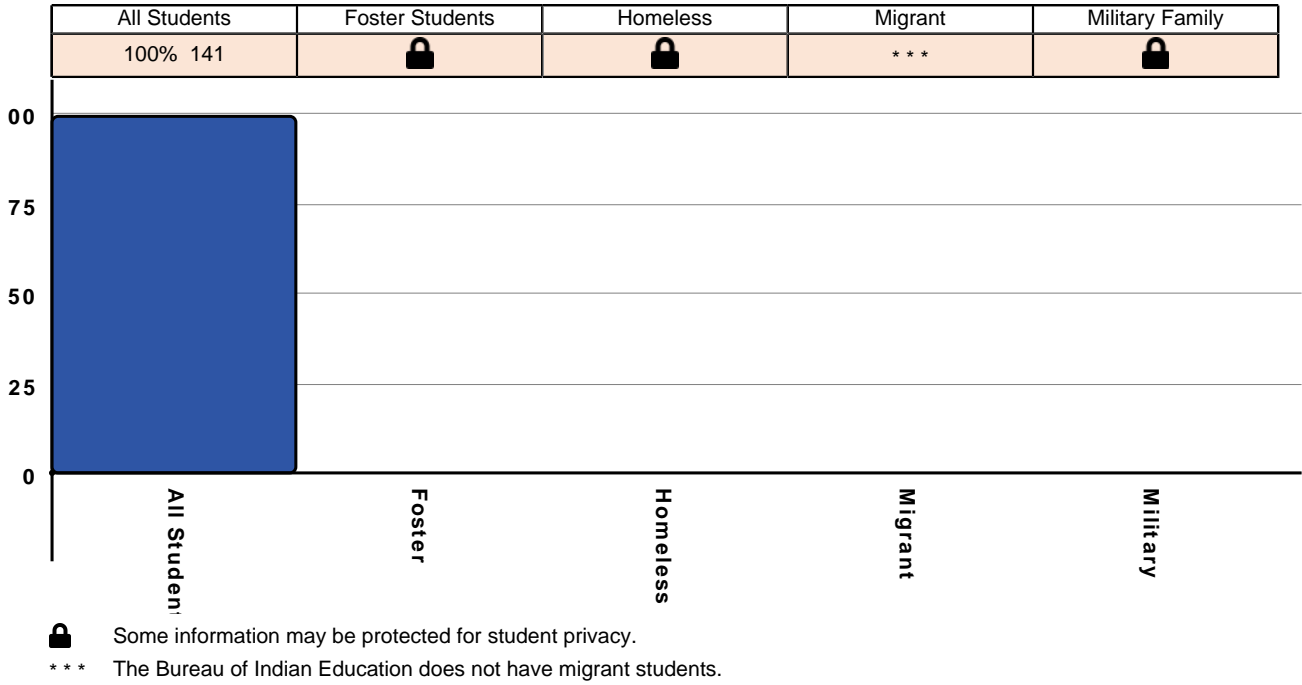 All Students Foster Students Homeless Migrant Military Family
100% 141 * * *
00
75
50
25
0
All Student
Foster
Homeless
Migrant
Military
Some information may be protected for student privacy.
* * * The Bureau of Indian Education does not have migrant students.